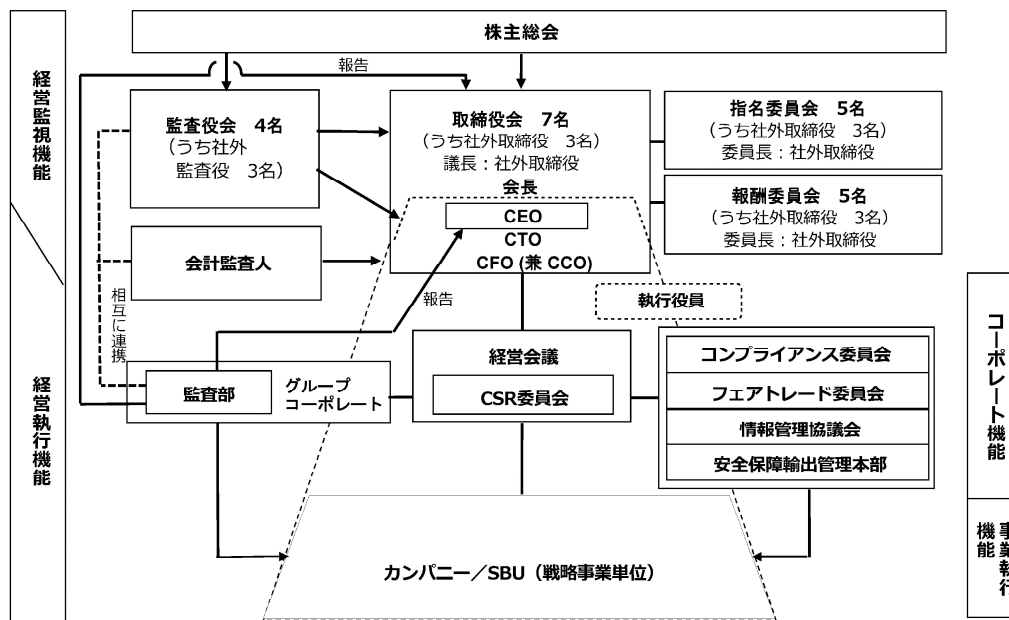 株主総会
経営監視機能
報告
監査役会 4名
（うち社外
監査役 3名）
取締役会 7名
（うち社外取締役 3名）
議長：社外取締役
会長
CEO
CTO
CFO (兼 CCO)
指名委員会 5名
（うち社外取締役 3名）
委員長：社外取締役
報酬委員会 5名
（うち社外取締役 3名）
委員長：社外取締役
会計監査人
報告
執行役員
相互に連携
経営執行機能
監査部
グループ
コーポレート
経営会議
CSR委員会
コンプライアンス委員会
フェアトレード委員会
情報管理協議会
安全保障輸出管理本部
コーポレート機能
カンパニー／SBU（戦略事業単位）
事業執行
機能